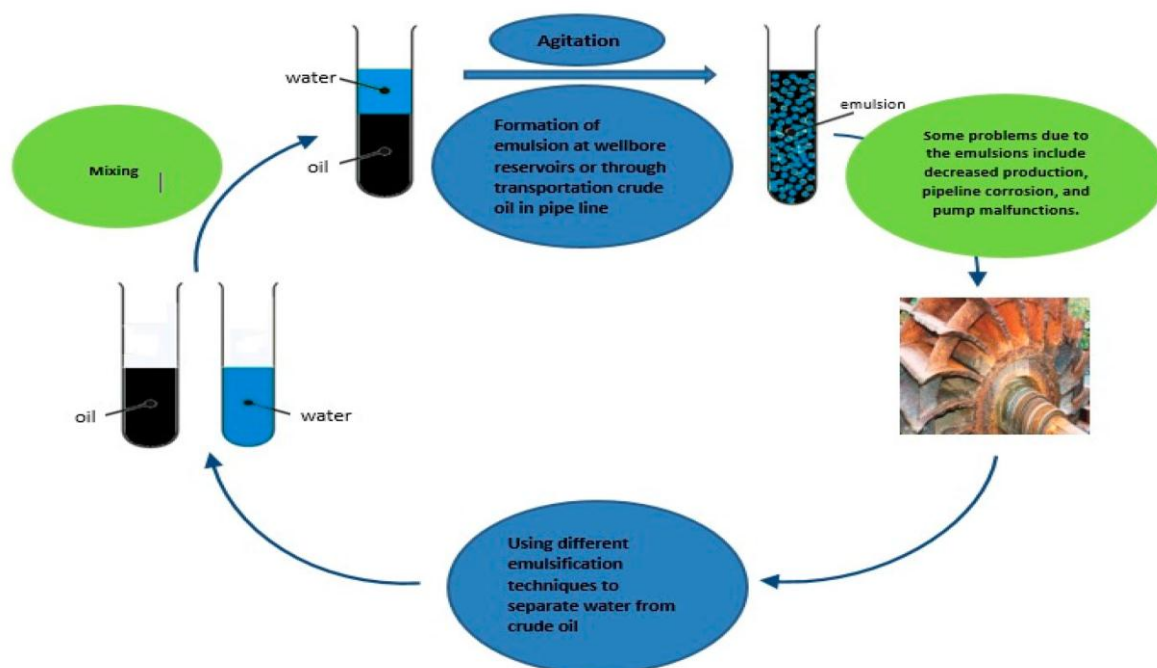 Agitation
water
oil
Formation of
emulsion at wellbore
reservoirs or through
transportation crude
oil in pipe line
emulsion
Some problems due to
the emulsions include
decreased production,
pipeline corrosion, and
pump malfunctions.
Mixing
oil
water
Using different
emulsification
techniques to
separate water from
crude oil